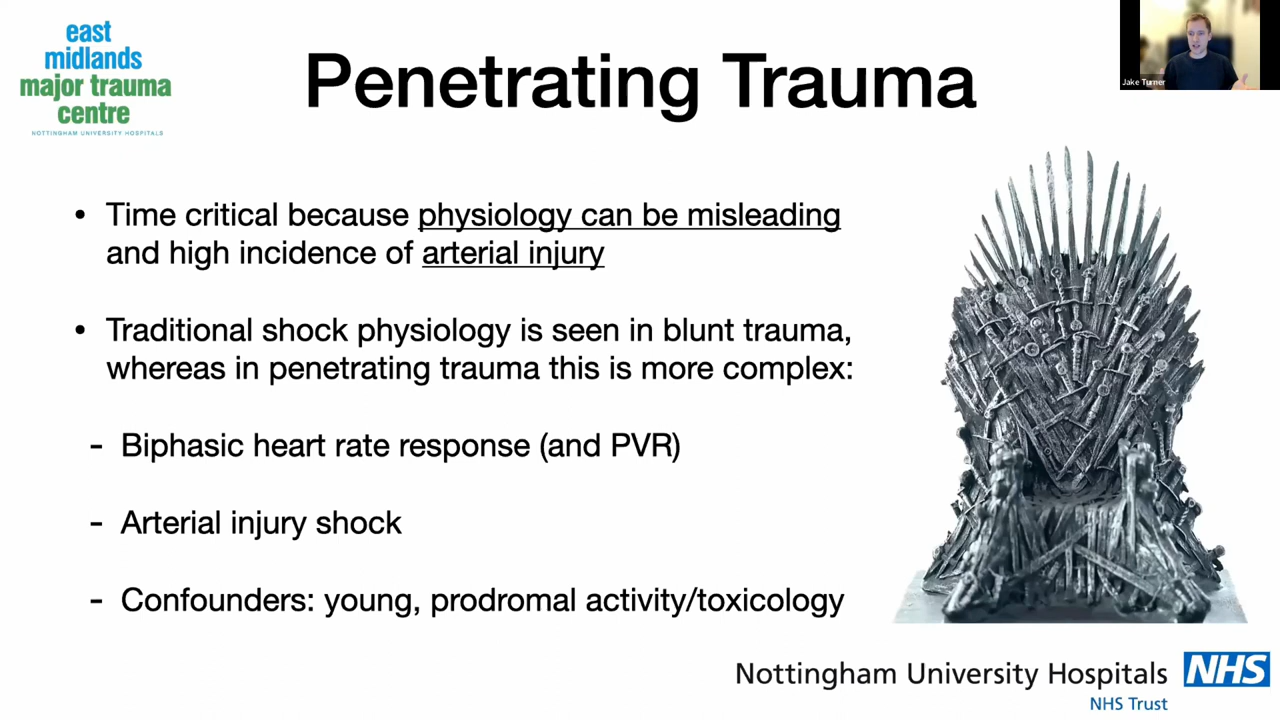 east
midlands
major trauma
centre
NOTTINGHAM UNIVERSITY HOSPITALS
Penetrating Trauma
Jake Turner
• Time critical because physiology can be misleading
and high incidence of arterial injury
• Traditional shock physiology is seen in blunt trauma,
whereas in penetrating trauma this is more complex:
- Biphasic heart rate response (and PVR)
- Arterial injury shock
- Confounders: young, prodromal activity/toxicology
Nottingham University Hospitals NHS
NHS Trust